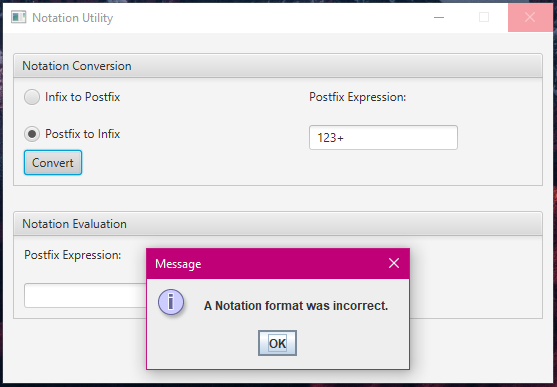 Notation Utility
Notation Conversion
Infix to Postfix
Postfix Expression:
Postfix to Infix
123+
Convert
Notation Evaluation
Postfix Expression:
Message
A Notation format was incorrect.
OK